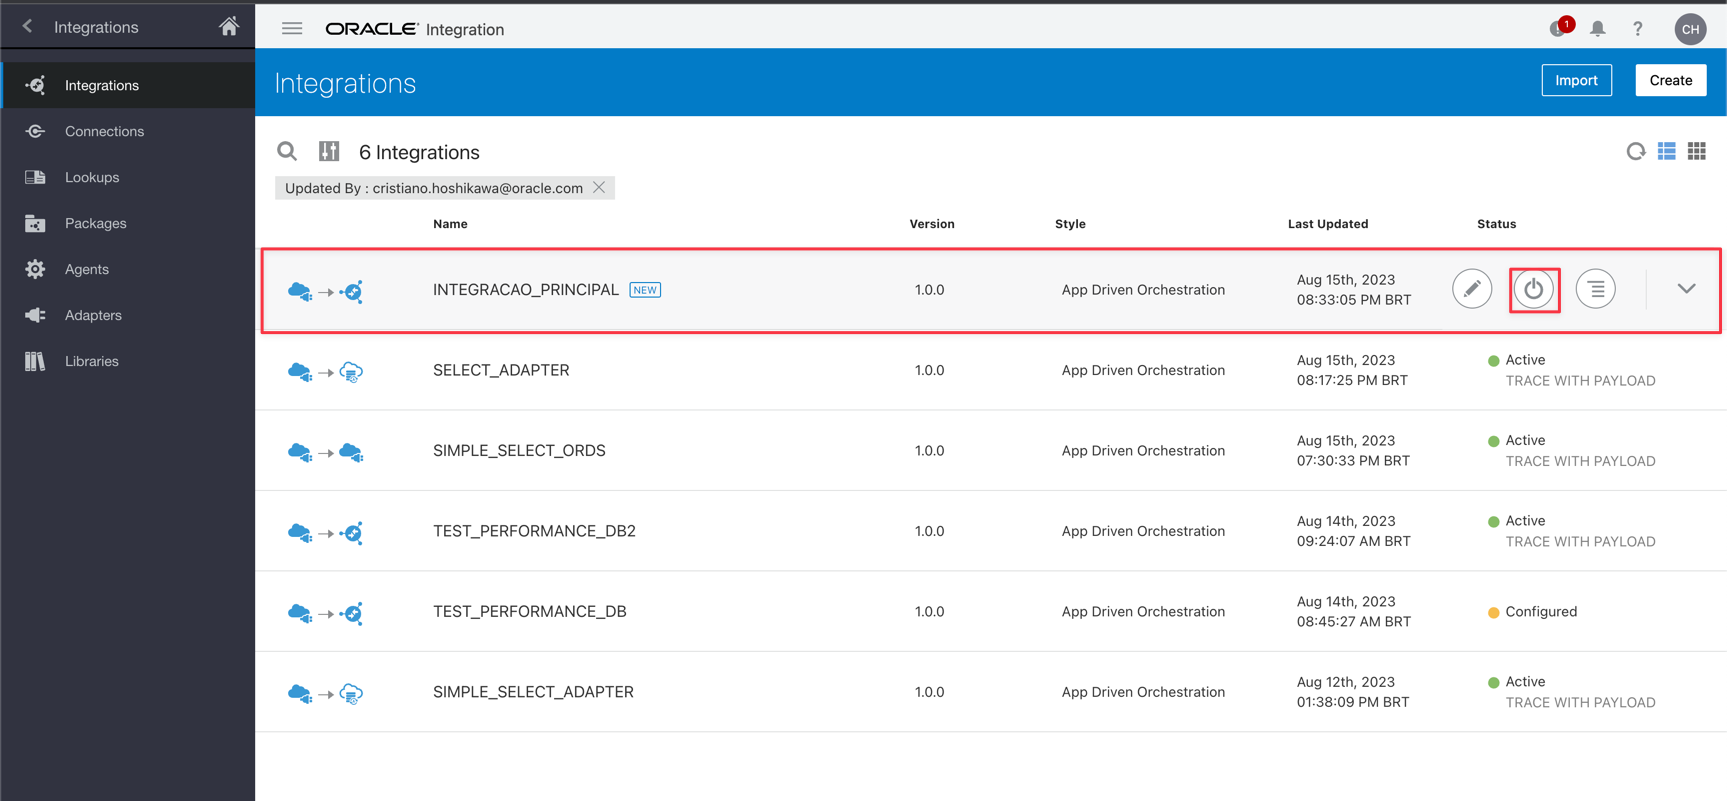 Integrations
ORACLE Integration
1
?
CH
Integrations
Connections
Lookups
Packages
Agents
Adapters
Libraries
Integrations
Import
Create
6 Integrations
Updated By : cristiano.hoshikawa@oracle.com
Name Version Style Last Updated Status
INTEGRACAO_PRINCIPAL NEW 1.0.0 App Driven Orchestration Aug 15th, 2023
08:33:05 PM BRT
SELECT_ADAPTER 1.0.0 App Driven Orchestration Aug 15th, 2023 Active
08:17:25 PM BRT TRACE WITH PAYLOAD
SIMPLE_SELECT_ORDS 1.0.0 App Driven Orchestration Aug 15th, 2023 Active
07:30:33 PM BRT TRACE WITH PAYLOAD
TEST_PERFORMANCE_DB2 1.0.0 App Driven Orchestration Aug 14th, 2023 Active
09:24:07 AM BRT TRACE WITH PAYLOAD
TEST_PERFORMANCE_DB 1.0.0 App Driven Orchestration Aug 14th, 2023 Configured
08:45:27 AM BRT
SIMPLE_SELECT_ADAPTER 1.0.0 App Driven Orchestration Aug 12th, 2023 Active
01:38:09 PM BRT TRACE WITH PAYLOAD